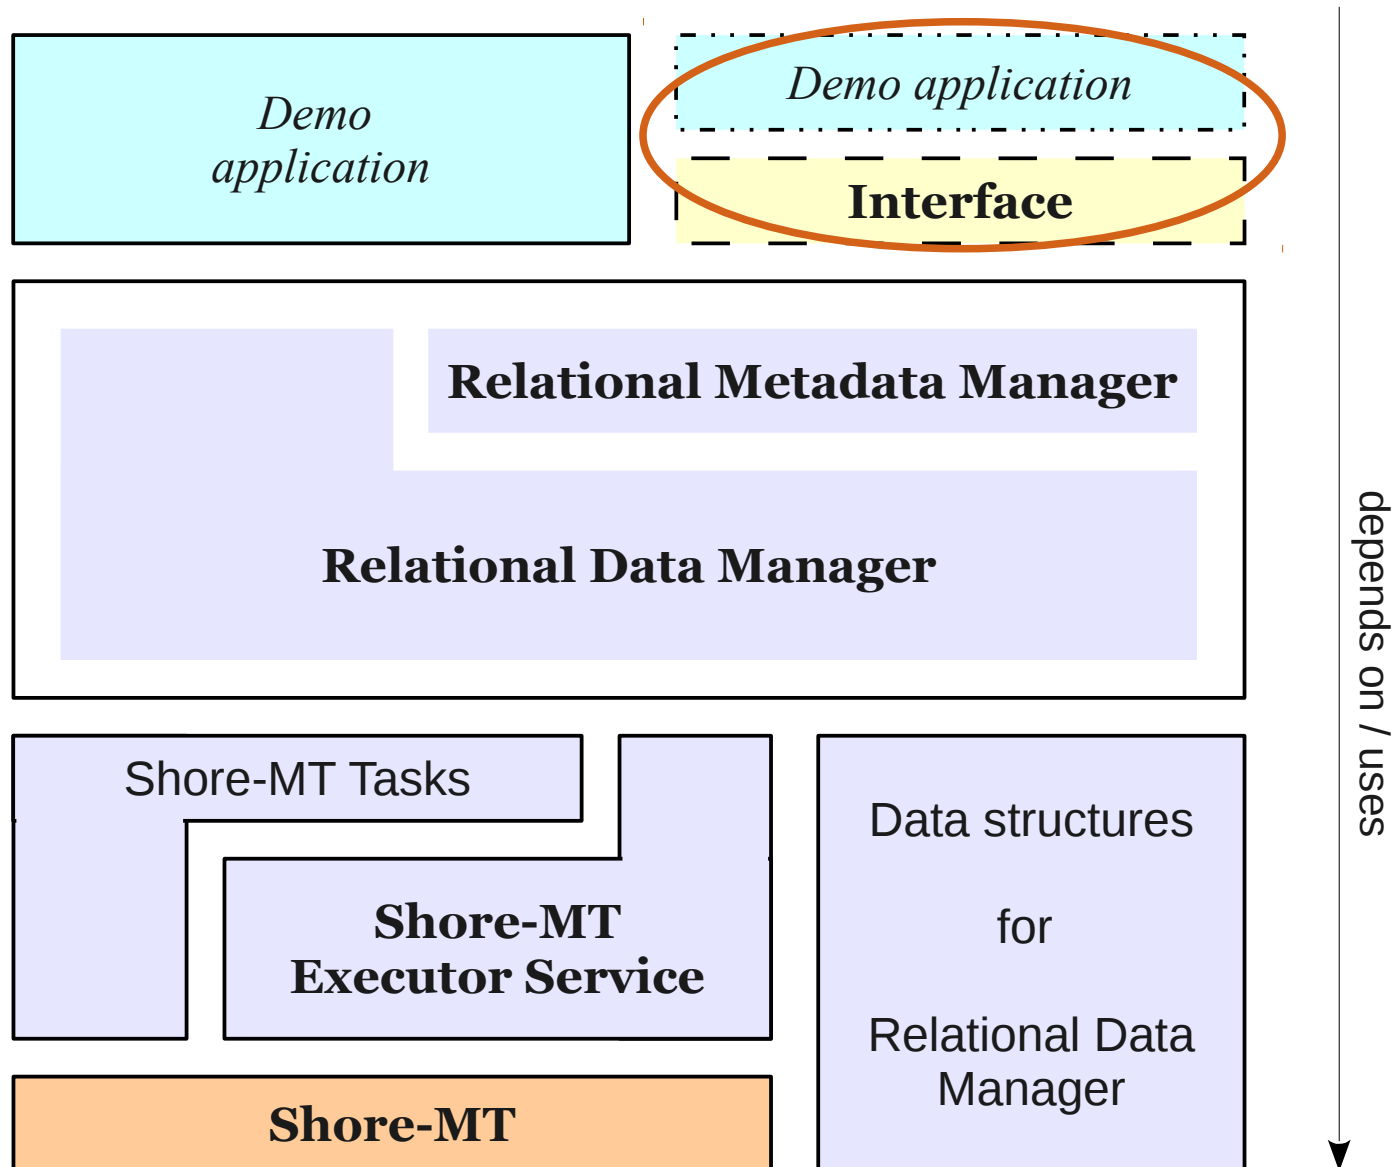 Demo
application
Demo application
Interface
Relational Metadata Manager
Relational Data Manager
depends on / uses
Shore-MT Tasks
Shore-MT
Executor Service
Data structures
for
Relational Data
Manager
Shore-MT